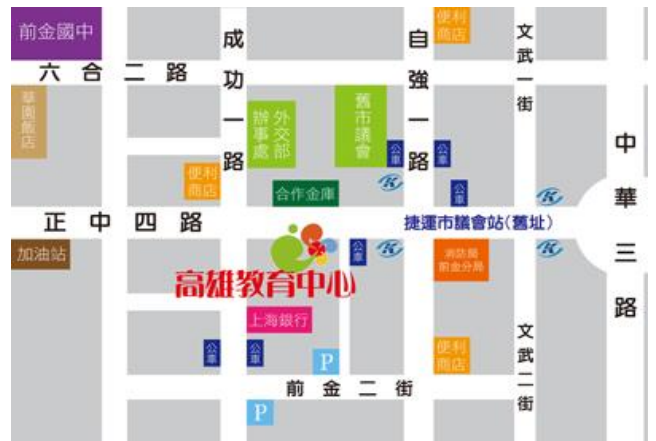 前金國中
成功一路
自強一路
便利
商店
文武一街
六合二路
華園飯店
外交部
辦事處
舊市議會
公車
公車
中華三路
便利
商店
合作金庫
公車
正中四路
捷運市議會站(舊址)
加油站
公車
消防局
前金分局
高雄教育中心
上海銀行
公車
公車
P
便利
商店
文武二街
前金二街
P